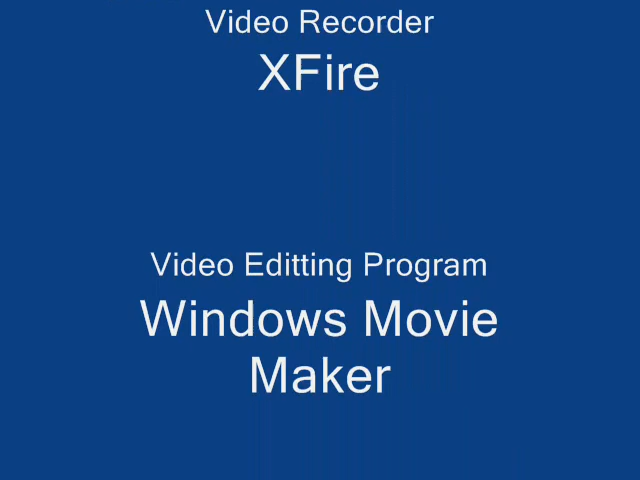 Video Recorder
XFire
Video Editting Program
Windows Movie
Maker